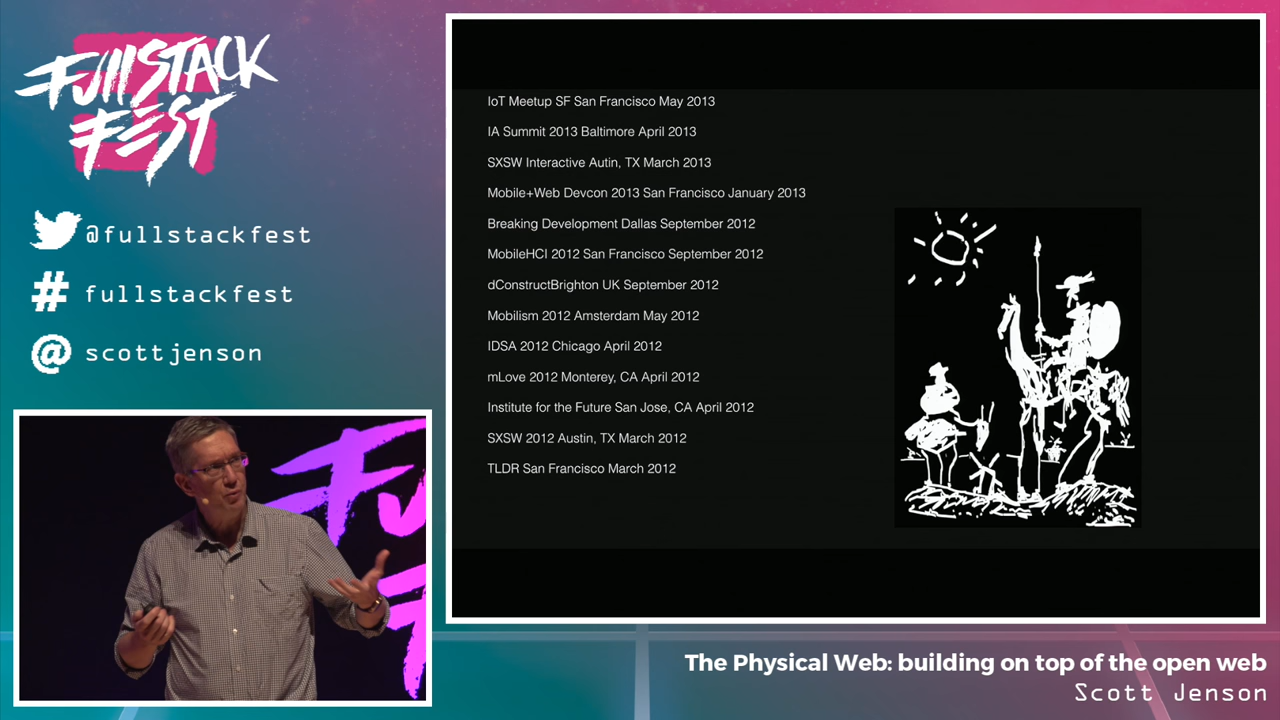 FullSTACK
FEST
@fullstackfest
# fullstackfest
@ scottjenson
IoT Meetup SF San Francisco May 2013
IA Summit 2013 Baltimore April 2013
SXSW Interactive Autin, TX March 2013
Mobile+Web Devcon 2013 San Francisco January 2013
Breaking Development Dallas September 2012
MobileHCI 2012 San Francisco September 2012
dConstructBrighton UK September 2012
Mobilism 2012 Amsterdam May 2012
IDSA 2012 Chicago April 2012
mLove 2012 Monterey, CA April 2012
Institute for the Future San Jose, CA April 2012
SXSW 2012 Austin, TX March 2012
TLDR San Francisco March 2012
The Physical Web: building on top of the open web
Scott Jenson